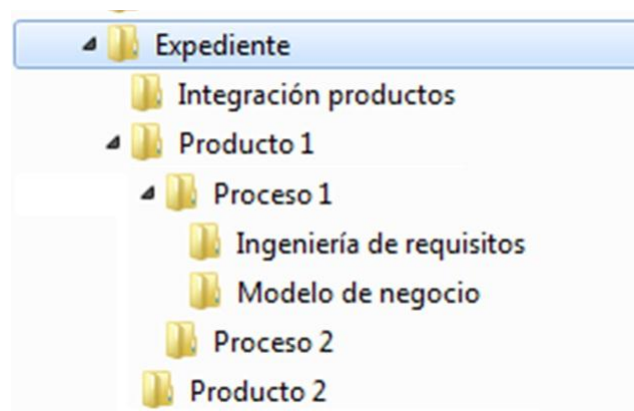 Expediente
Integración productos
Producto 1
Proceso 1
Ingeniería de requisitos
Modelo de negocio
Proceso 2
Producto 2